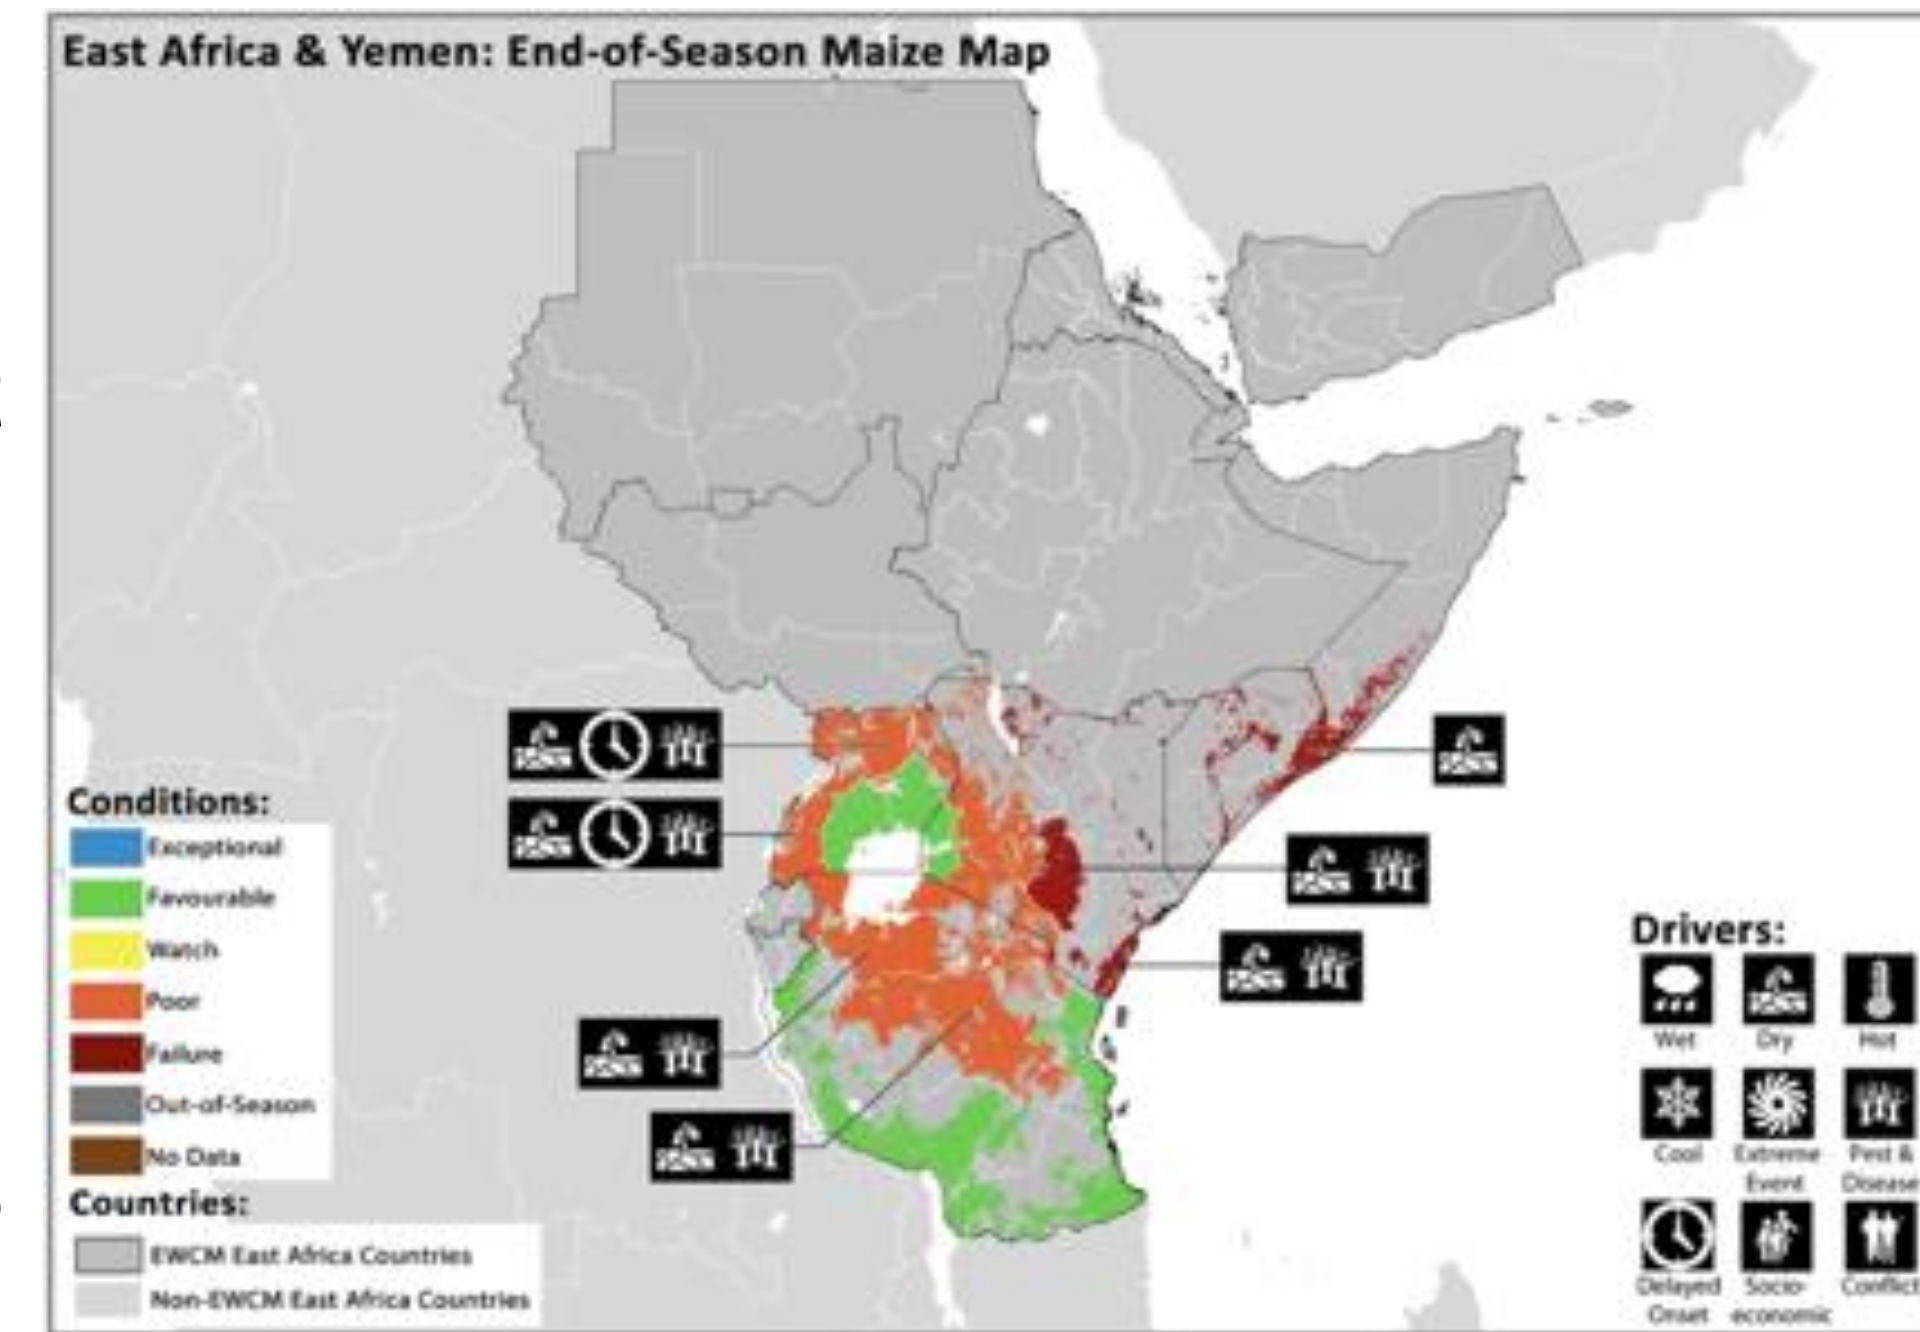 East Africa & Yemen: End-of-Season Maize Map
Conditions:
Exceptional
Favourable
Watch
Poor
Failure
Out-of-Season
No Data
Countries:
EWCM East Africa Countries
Non-EWCM East Africa Countries
Drivers:
Wet Dry Hot
Cool Extreme Pest &
Event Disease
Delayed Socio- Conflict
Onset economic